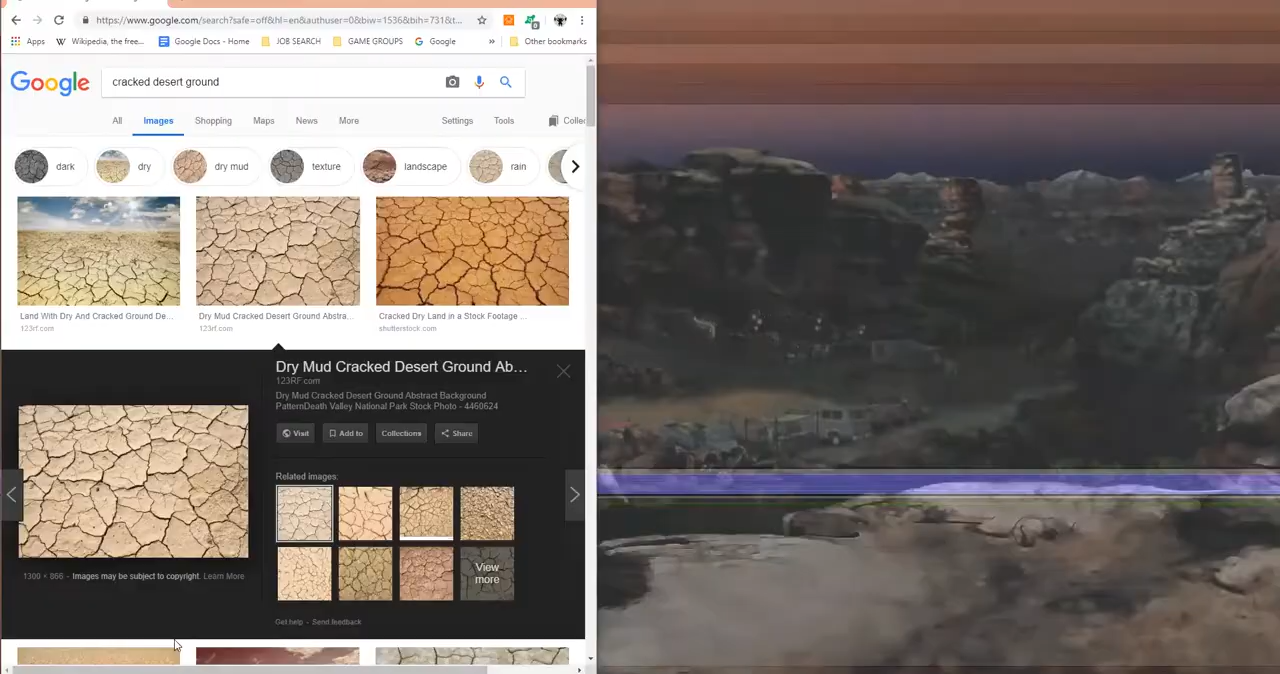 https://www.google.com/search?safe=off&hl=en&authuser=0&biw=1536&bih=731&t...
Apps Wikipedia, the free... Google Docs - Home JOB SEARCH GAME GROUPS Google » Other bookmarks
Google cracked desert ground
All Images Shopping Maps News More Settings Tools Collec
dark dry dry mud texture landscape rain
Land With Dry And Cracked Ground De... Dry Mud Cracked Desert Ground Abstra... Cracked Dry Land in a Stock Footage ...
123rf.com 123rf.com shutterstock.com
Dry Mud Cracked Desert Ground Ab...
123RF.com
Dry Mud Cracked Desert Ground Abstract Background
PatternDeath Valley National Park Stock Photo - 4460624
Visit Add to Collections Share
Related images:
View
more
1300 × 866 - Images may be subject to copyright. Learn More
Get help - Send feedback